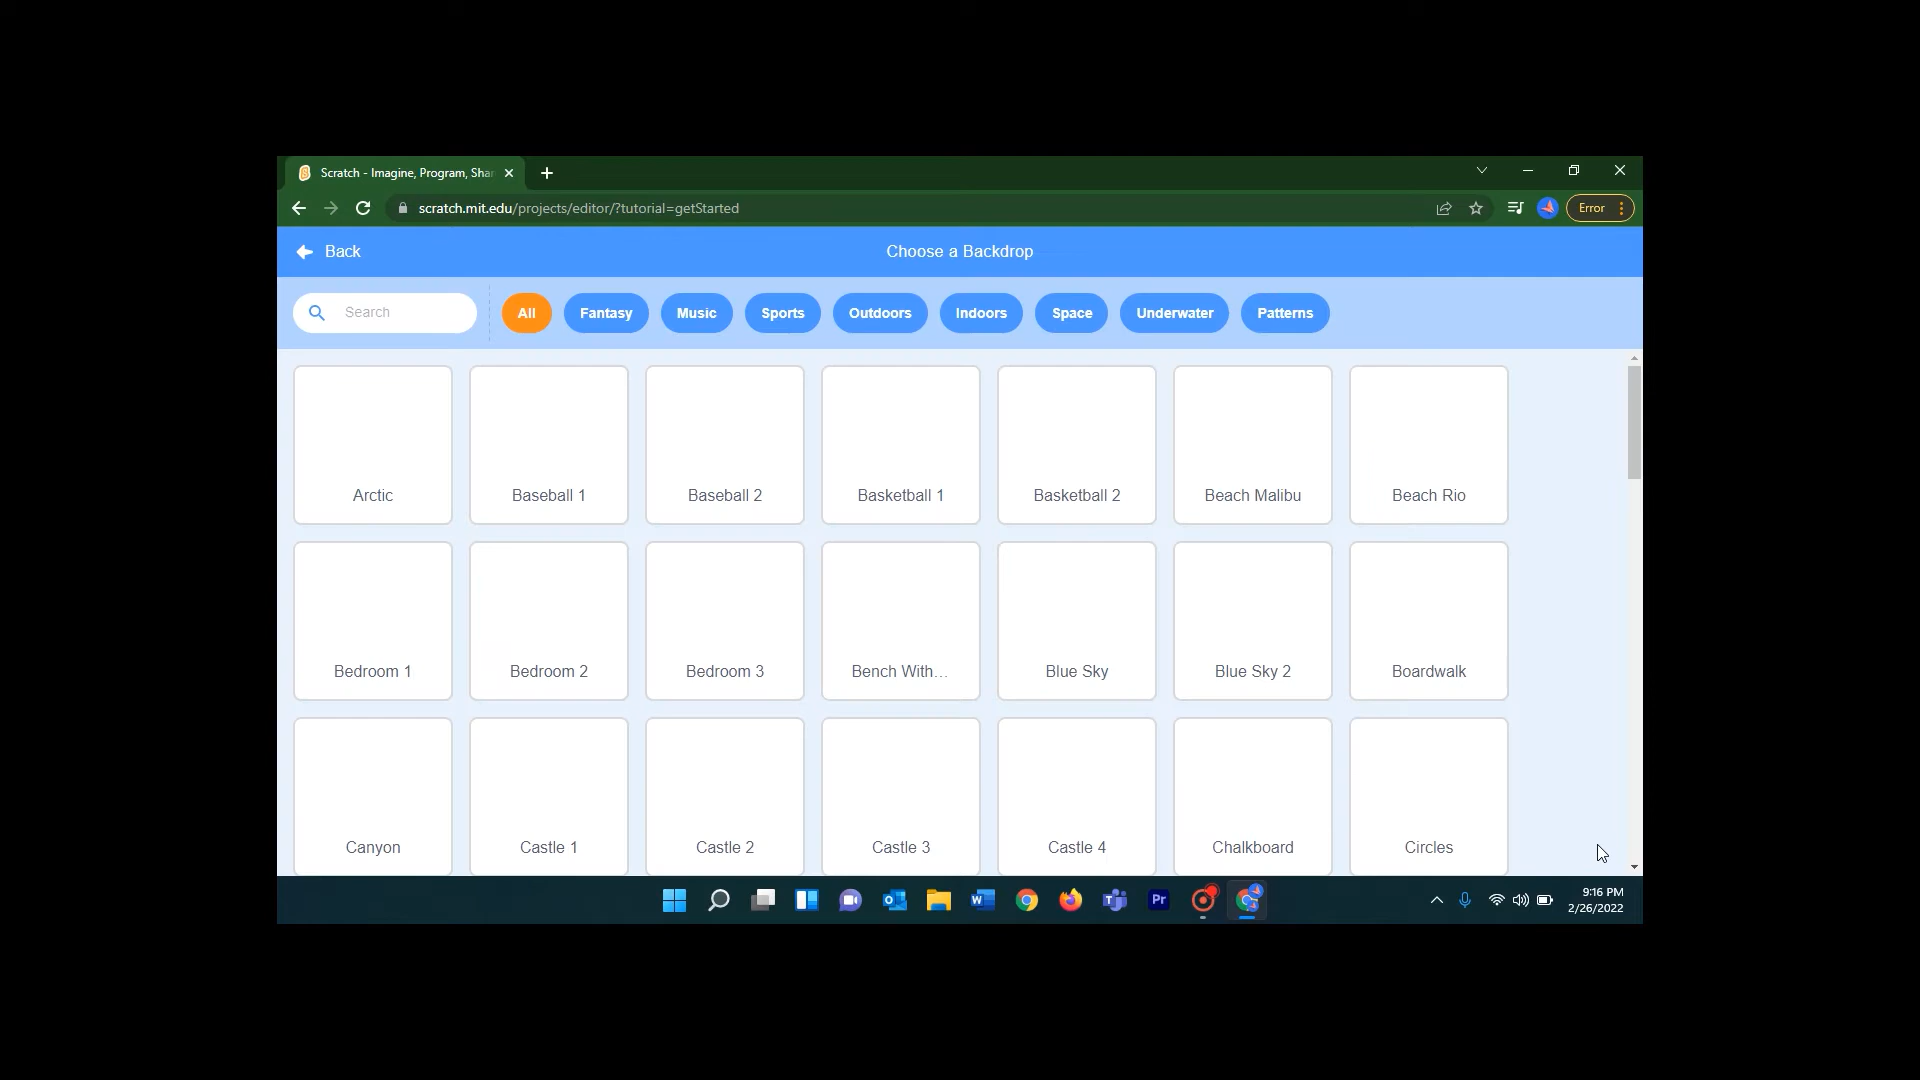 Scratch - Imagine, Program, Shar
scratch.mit.edu/projects/editor/?tutorial=getStarted
Error
Back
Choose a Backdrop
Search
All
Fantasy
Music
Sports
Outdoors
Indoors
Space
Underwater
Patterns
Arctic
Baseball 1
Baseball 2
Basketball 1
Basketball 2
Beach Malibu
Beach Rio
Bedroom 1
Bedroom 2
Bedroom 3
Bench With…
Blue Sky
Blue Sky 2
Boardwalk
Canyon
Castle 1
Castle 2
Castle 3
Castle 4
Chalkboard
Circles
Pr
9:16 PM
2/26/2022